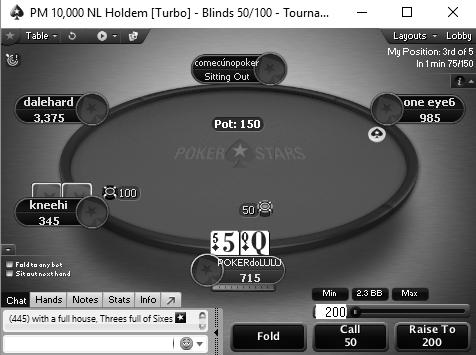 PM 10,000 NL Holdem [Turbo] - Blinds 50/100 - Tourna...
Table
Layouts
Lobby
My Position: 3rd of 5
In 1 min 75/150
comecúnopoker
Sitting Out
dalehard
3,375
one eye6
985
Pot: 150
POKER STARS
100
kneehi
345
50
5 Q
POKERdoLULU
715
Fold to any bet
Sit out next hand
Chat Hands Notes Stats Info
(445) with a full house, Threes full of Sixes
Min 2.3 BB Max
200
Fold
Call
50
Raise To
200